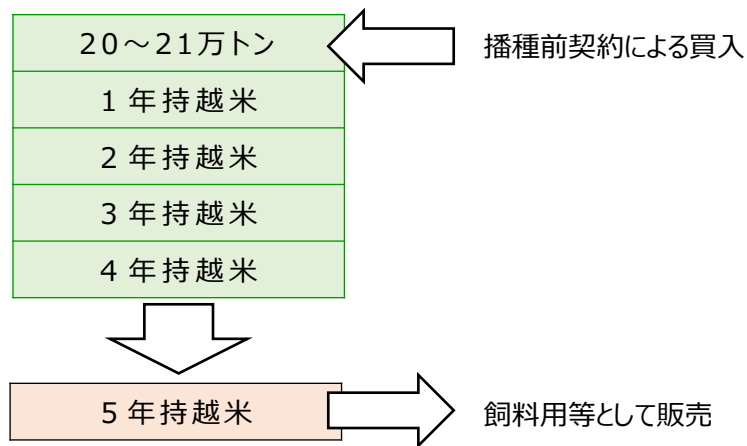 20～21万トン
播種前契約による買入
1年持越米
2年持越米
3年持越米
4年持越米
5年持越米
飼料用等として販売